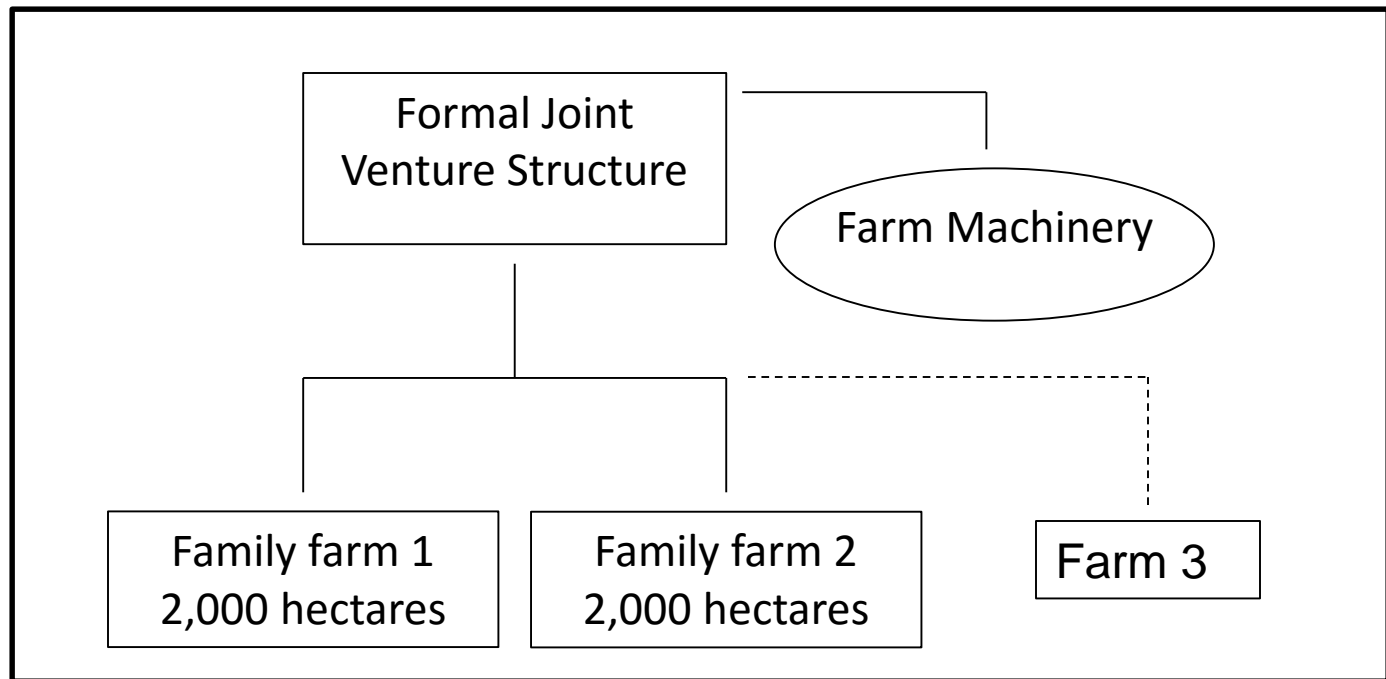 Formal Joint
Venture Structure
Farm Machinery
Family farm 1
2,000 hectares
Family farm 2
2,000 hectares
Farm 3